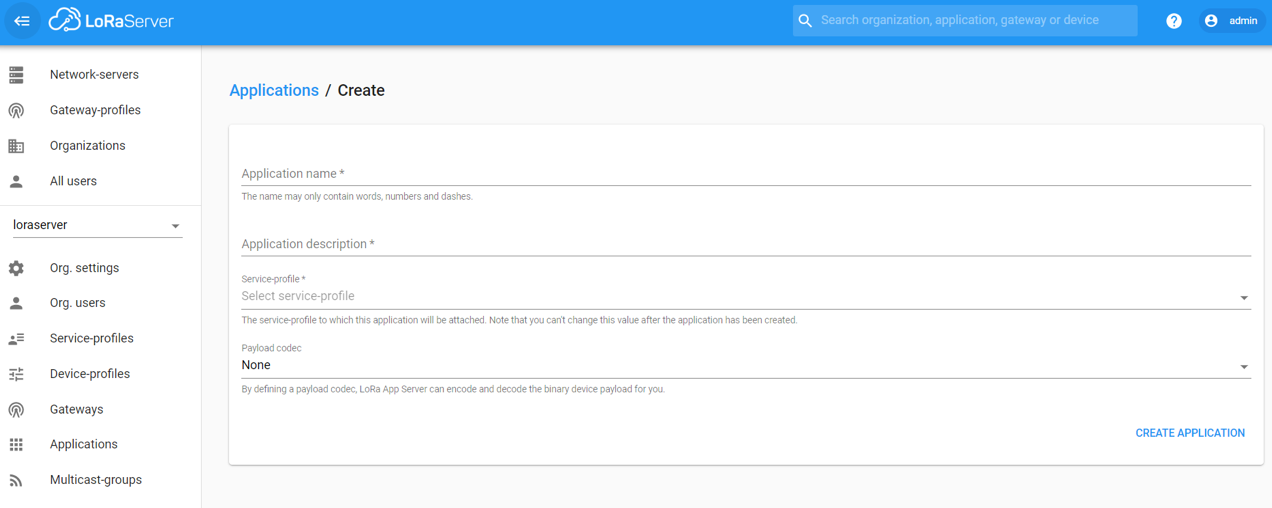 LoRaServer
Search organization, application, gateway or device
?
admin
Network-servers
Gateway-profiles
Organizations
All users
loraserver
Org. settings
Org. users
Service-profiles
Device-profiles
Gateways
Applications
Multicast-groups
Applications / Create
Application name *
The name may only contain words, numbers and dashes.
Application description *
Service-profile *
Select service-profile
The service-profile to which this application will be attached. Note that you can't change this value after the application has been created.
Payload codec
None
By defining a payload codec, LoRa App Server can encode and decode the binary device payload for you.
CREATE APPLICATION